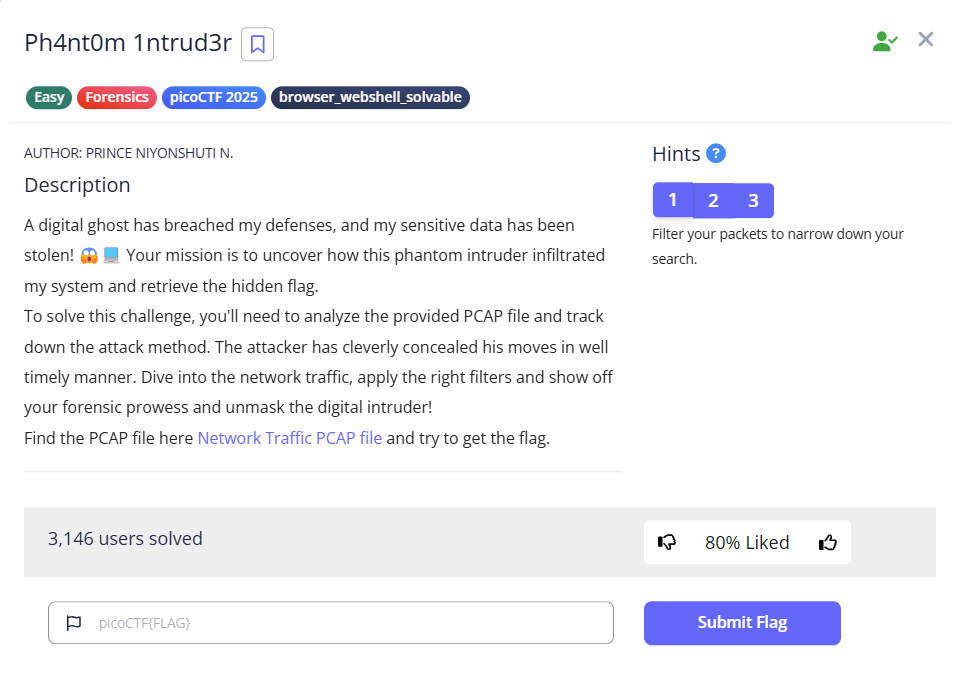 Ph4nt0m 1ntrud3r
Easy Forensics picoCTF 2025 browser_webshell_solvable
AUTHOR: PRINCE NIYONSHUTI N.
Description
A digital ghost has breached my defenses, and my sensitive data has been
stolen! 😱💻 Your mission is to uncover how this phantom intruder infiltrated
my system and retrieve the hidden flag.
To solve this challenge, you'll need to analyze the provided PCAP file and track
down the attack method. The attacker has cleverly concealed his moves in well
timely manner. Dive into the network traffic, apply the right filters and show off
your forensic prowess and unmask the digital intruder!
Find the PCAP file here Network Traffic PCAP file and try to get the flag.
Hints ?
1 2 3
Filter your packets to narrow down your
search.
3,146 users solved
80% Liked
picoCTF{FLAG}
Submit Flag